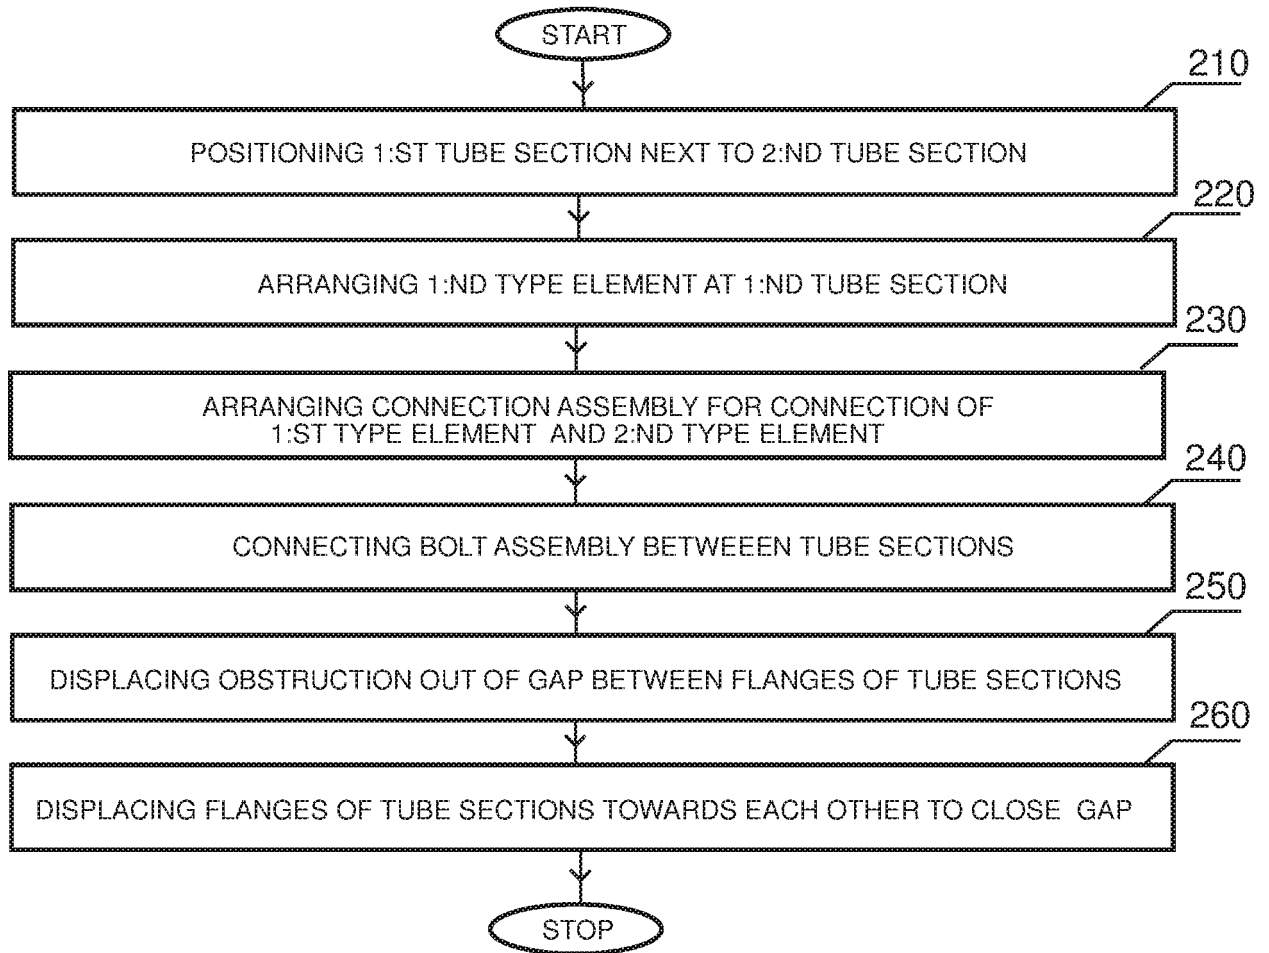 START
210
POSITIONING 1:ST TUBE SECTION NEXT TO 2:ND TUBE SECTION
220
ARRANGING 1:ND TYPE ELEMENT AT 1:ND TUBE SECTION
230
ARRANGING CONNECTION ASSEMBLY FOR CONNECTION OF
1:ST TYPE ELEMENT AND 2:ND TYPE ELEMENT
240
CONNECTING BOLT ASSEMBLY BETWEEEN TUBE SECTIONS
250
DISPLACING OBSTRUCTION OUT OF GAP BETWEEN FLANGES OF TUBE SECTIONS
260
DISPLACING FLANGES OF TUBE SECTIONS TOWARDS EACH OTHER TO CLOSE GAP
STOP